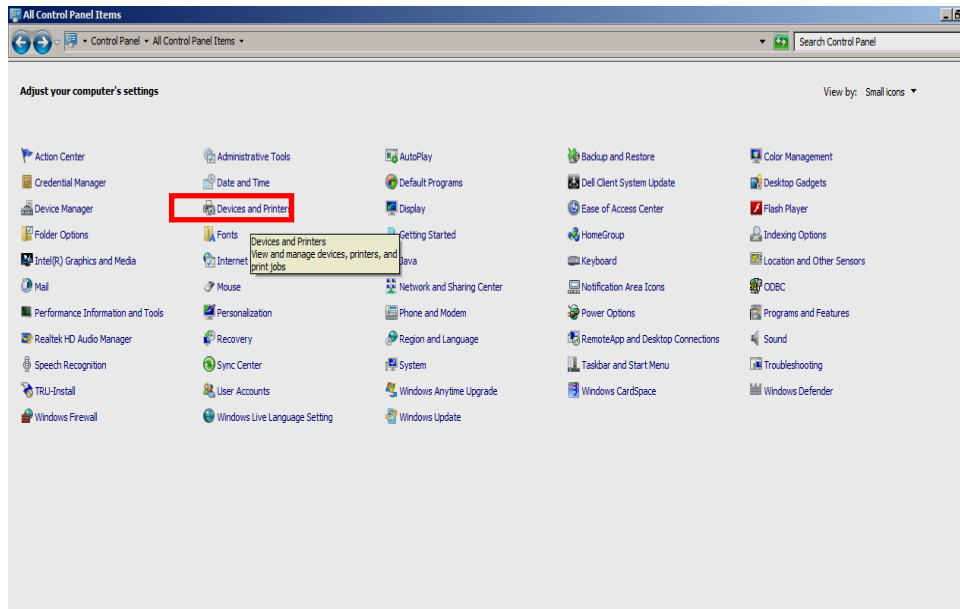 All Control Panel Items
Control Panel All Control Panel Items
Search Control Panel
Adjust your computer's settings
View by: Small icons
Action Center
Administrative Tools
AutoPlay
Backup and Restore
Color Management
Credential Manager
Date and Time
Default Programs
Dell Client System Update
Desktop Gadgets
Device Manager
Devices and Printers
Display
Ease of Access Center
Flash Player
Folder Options
Fonts
Getting Started
HomeGroup
Indexing Options
Devices and Printers
View and manage devices, printers, and
print jobs
Intel(R) Graphics and Media
Internet
Java
Keyboard
Location and Other Sensors
Mail
Mouse
Network and Sharing Center
Notification Area Icons
ODBC
Performance Information and Tools
Personalization
Phone and Modem
Power Options
Programs and Features
Realtek HD Audio Manager
Recovery
Region and Language
RemoteApp and Desktop Connections
Sound
Speech Recognition
Sync Center
System
Taskbar and Start Menu
Troubleshooting
TRU-Install
User Accounts
Windows Anytime Upgrade
Windows CardSpace
Windows Defender
Windows Firewall
Windows Live Language Setting
Windows Update